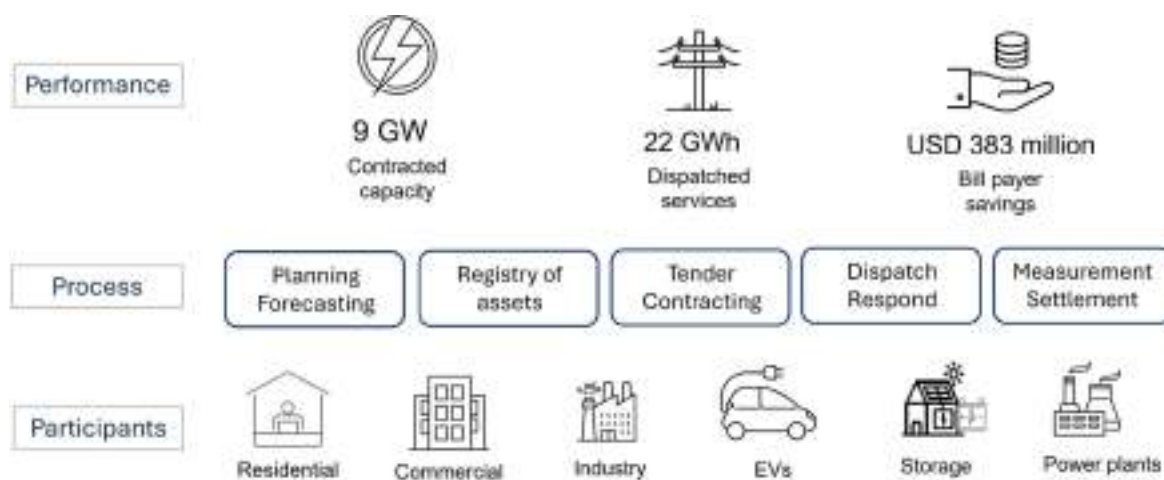 Performance
9 GW
Contracted
capacity
22 GWh
Dispatched
services
USD 383 million
Bill payer
savings
Process
Planning
Forecasting
Registry of
assets
Tender
Contracting
Dispatch
Respond
Measurement
Settlement
Participants
Residential
Commercial
Industry
EVs
Storage
Power plants